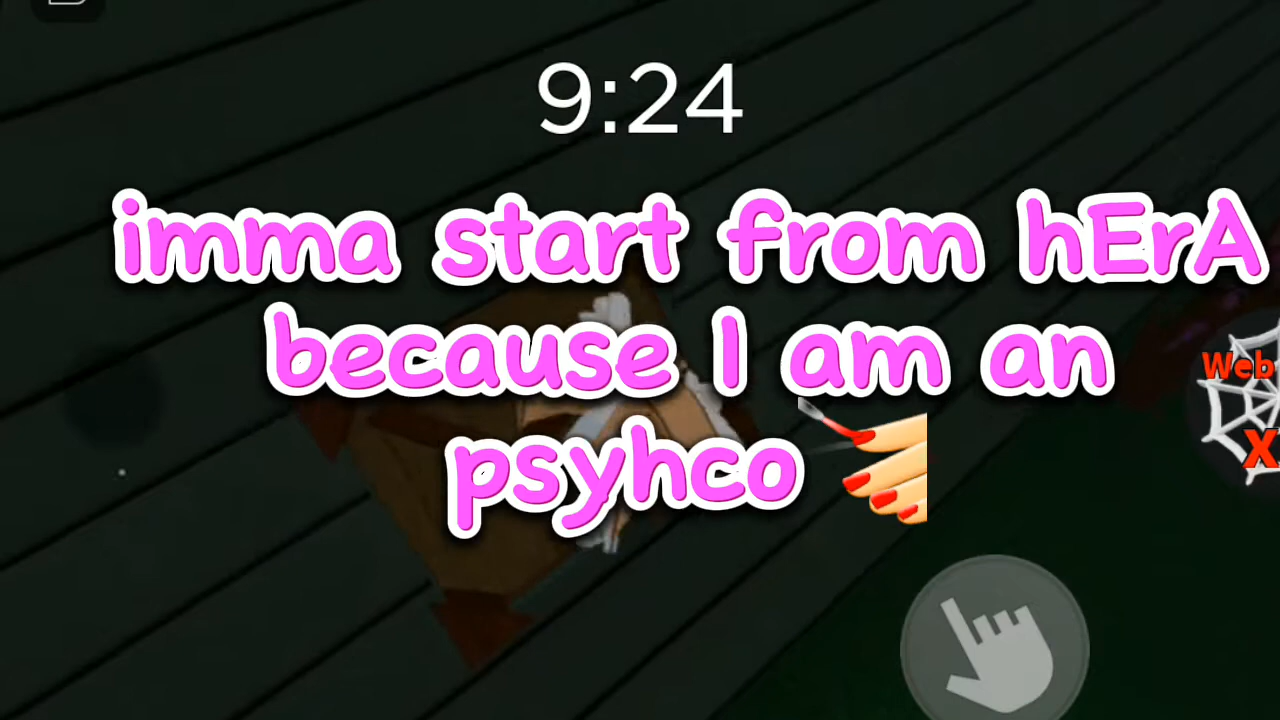 9:24
imma start from hErA
because I am an
psyhco
Web
X